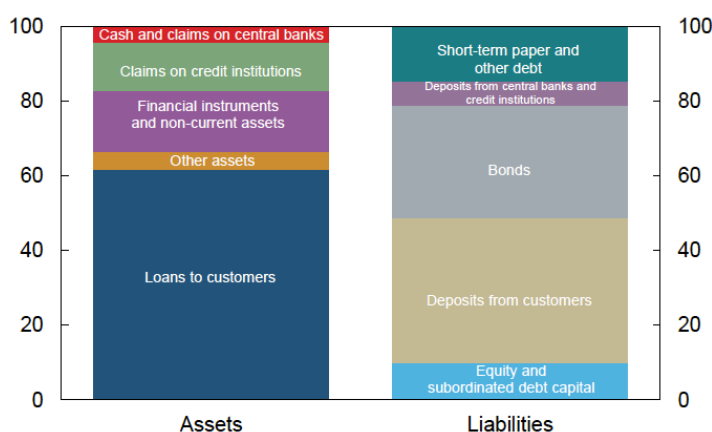 100
80
60
40
20
0
Cash and claims on central banks
Claims on credit institutions
Financial instruments
and non-current assets
Other assets
Loans to customers
Short-term paper and
other debt
Deposits from central banks and
credit institutions
Bonds
Deposits from customers
Equity and
subordinated debt capital
100
80
60
40
20
0
Assets
Liabilities